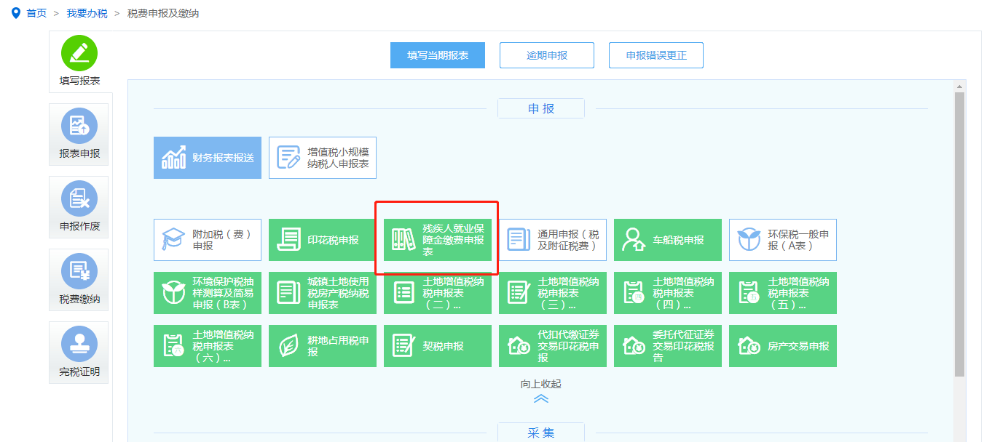 首页 > 我要办税 > 税费申报及缴纳
填写报表
报表申报
申报作废
税费缴纳
完税证明
填写当期报表
逾期申报
申报错误更正
申 报
财务报表报送
增值税小规模
纳税人申报表
附加税（费）
申报
印花税申报
残疾人就业保
障金缴费申报
表
通用申报（税
及附征税费）
车船税申报
环保税一般申
报（A表）
环境保护税抽
样测算及简易
申报（B表）
城镇土地使用
税房产税纳税
申报表
土地增值税纳
税申报表
（二）...
土地增值税纳
税申报表
（三）...
四
土地增值税纳
税申报表
（四）...
五
土地增值税纳
税申报表
（五）...
六
土地增值税纳
税申报表
（六）...
耕地占用税申
报
契税申报
代扣代缴证券
交易印花税申
报
委托代征证券
交易印花税报
告
房产交易申报
向上收起
采 集